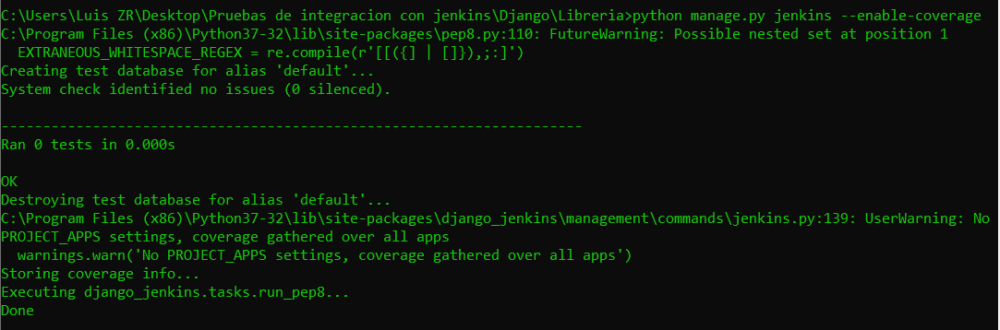 C:\Users\Luis ZR\Desktop\Pruebas de integracion con jenkins\Django\Libreria>python manage.py jenkins --enable-coverage
C:\Program Files (x86)\Python37-32\lib\site-packages\pep8.py:110: FutureWarning: Possible nested set at position 1
  EXTRANEOUS_WHITESPACE_REGEX = re.compile(r'[[({] | []}),;:]')
Creating test database for alias 'default'...
System check identified no issues (0 silenced).

----------------------------------------------------------------------
Ran 0 tests in 0.000s

OK
Destroying test database for alias 'default'...
C:\Program Files (x86)\Python37-32\lib\site-packages\django_jenkins\management\commands\jenkins.py:139: UserWarning: No
PROJECT_APPS settings, coverage gathered over all apps
  warnings.warn('No PROJECT_APPS settings, coverage gathered over all apps')
Storing coverage info...
Executing django_jenkins.tasks.run_pep8...
Done